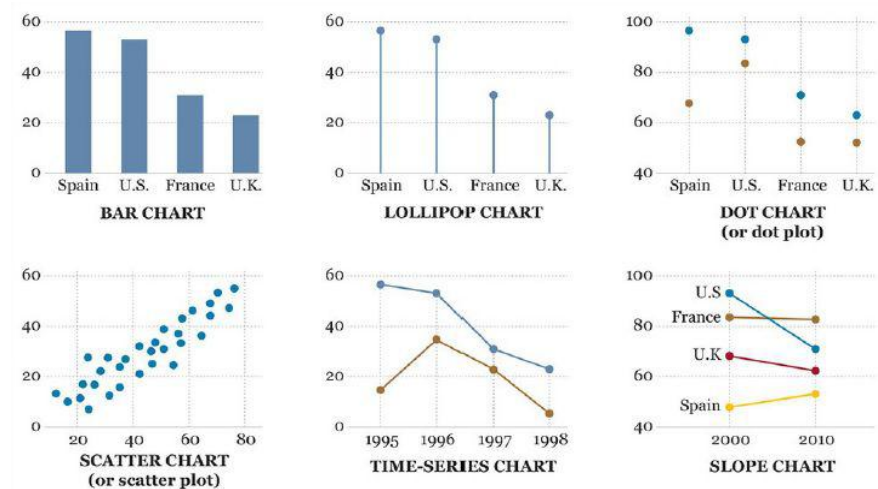 60
40
20
0
Spain U.S. France U.K.
BAR CHART
60
40
20
0
Spain U.S. France U.K.
LOLLIPOP CHART
100
80
60
40
Spain U.S. France U.K.
DOT CHART
(or dot plot)
60
40
20
0
20 40 60 80
SCATTER CHART
(or scatter plot)
60
40
20
0
1995 1996 1997 1998
TIME-SERIES CHART
100
80
60
40
U.S
France
U.K
Spain
2000 2010
SLOPE CHART